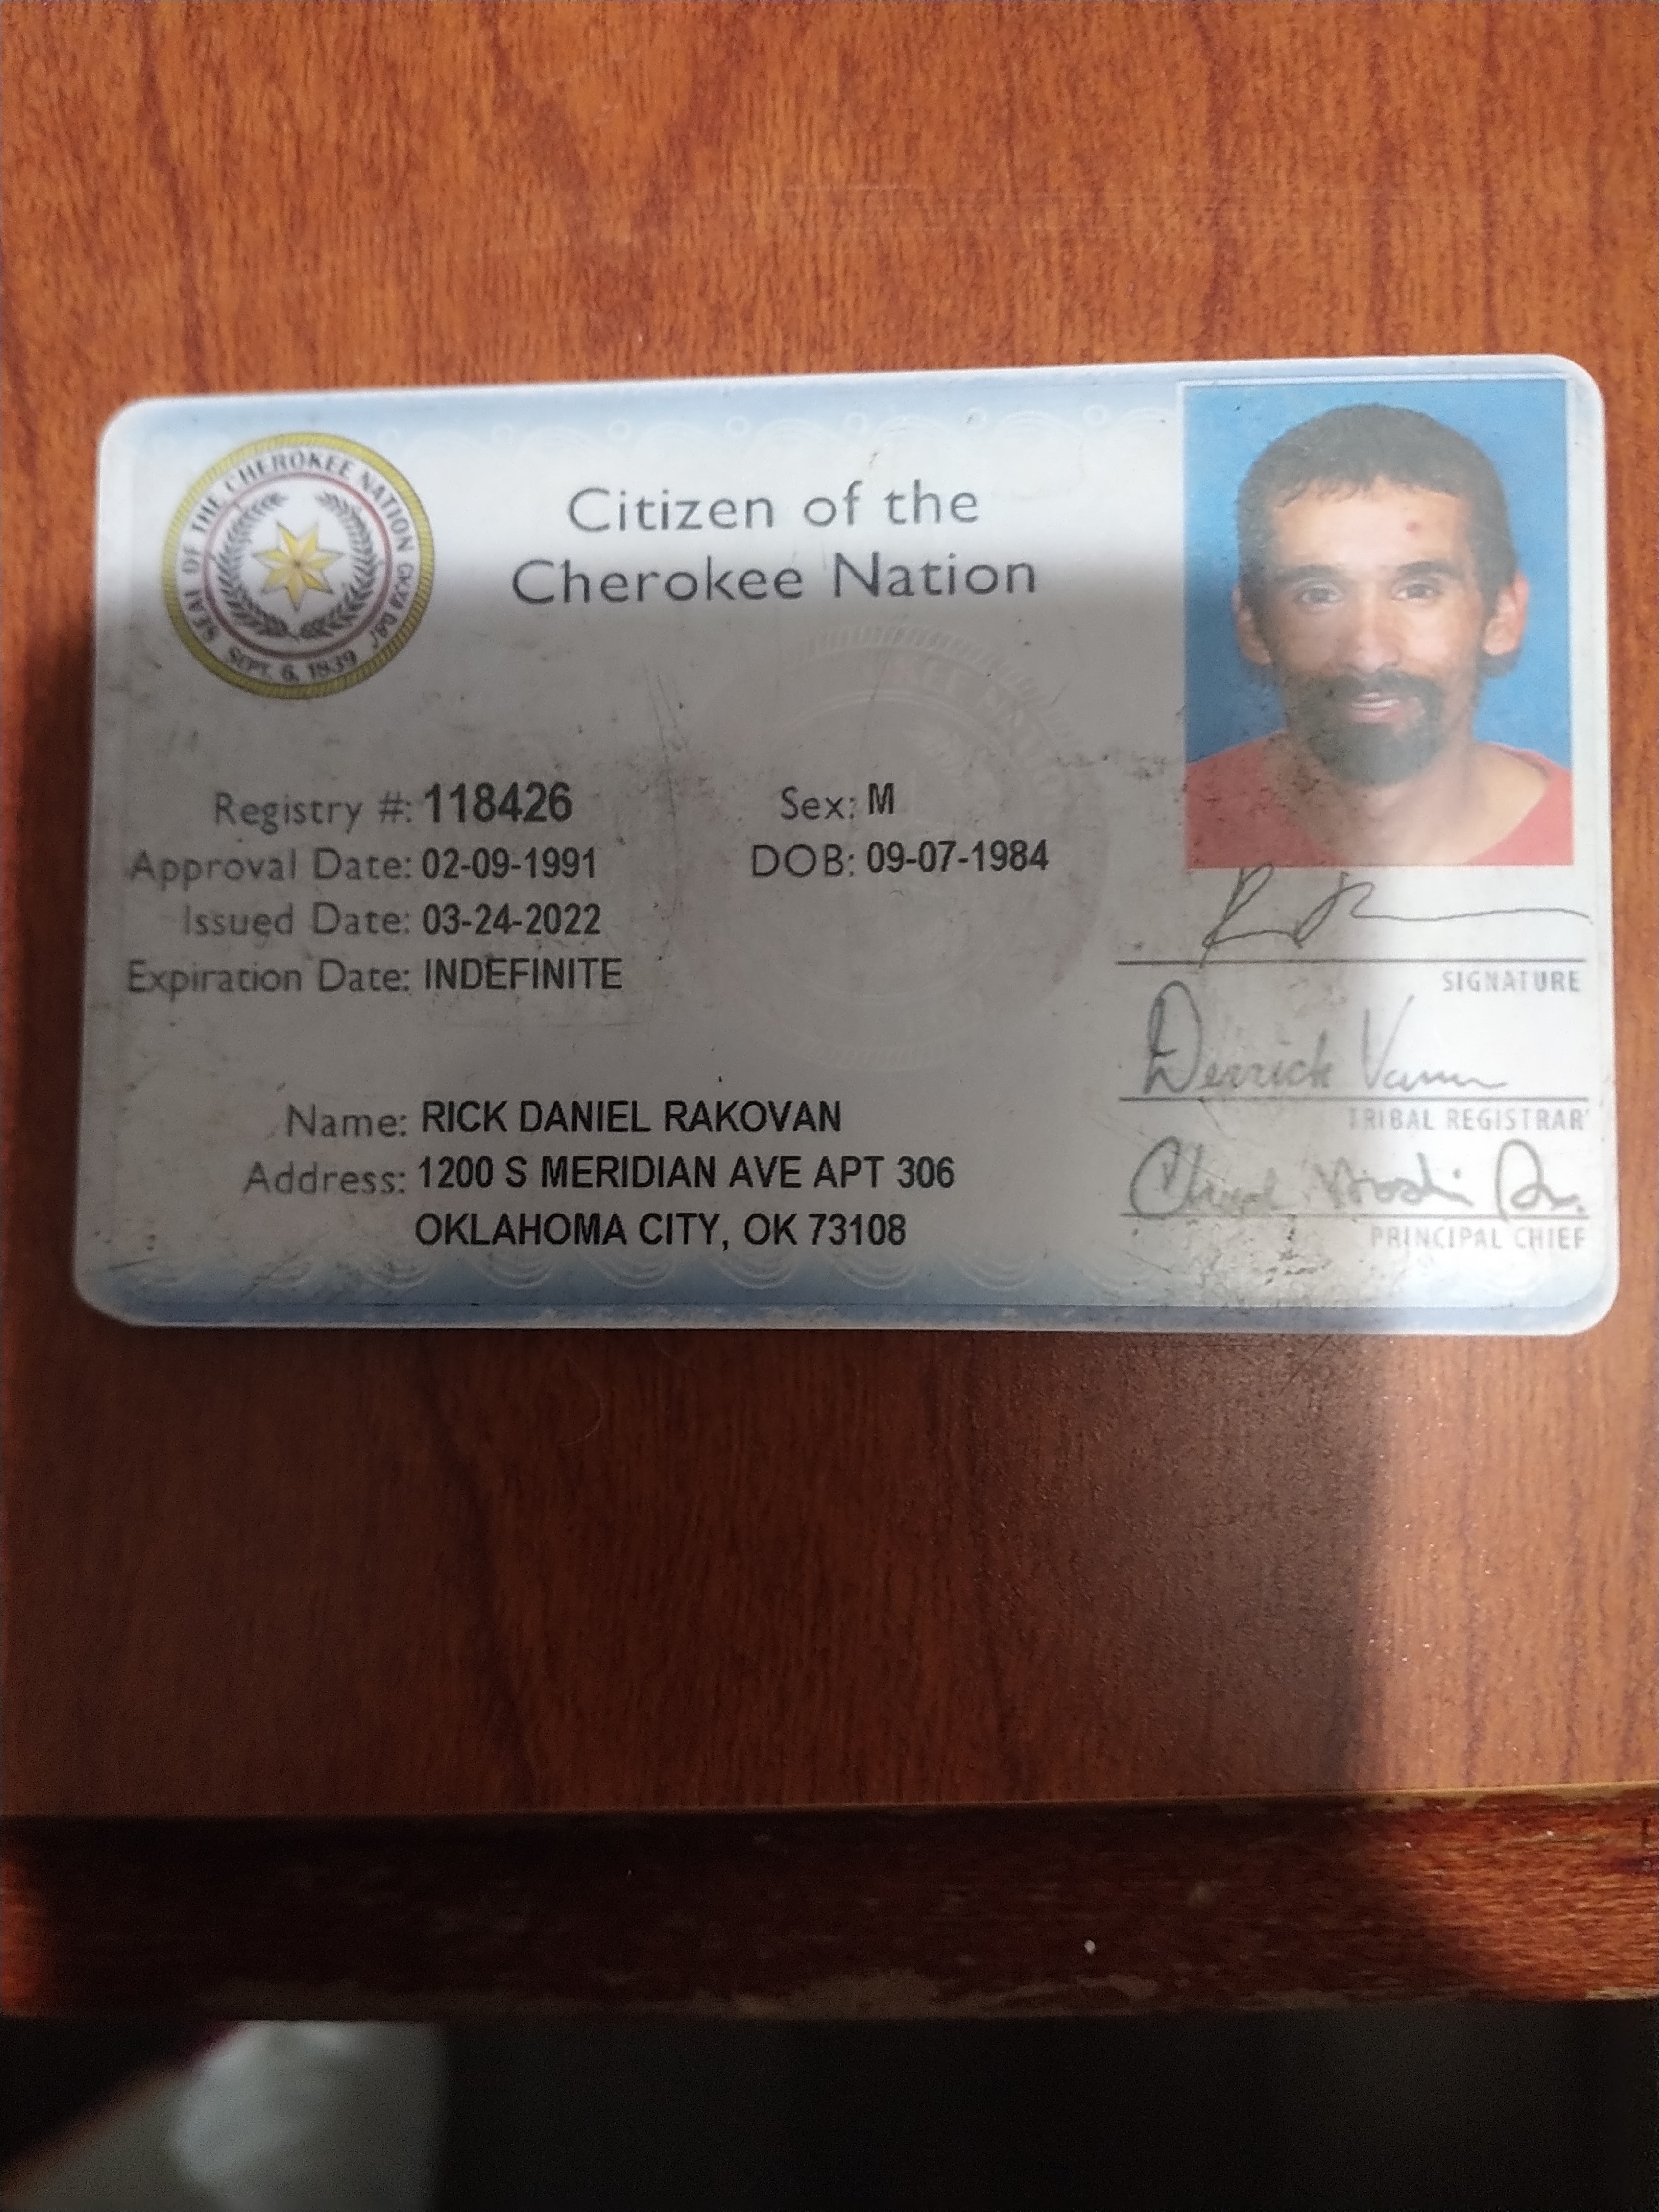 SEAL OF THE CHEROKEE NATION
SEPT. 6, 1839
Citizen of the
Cherokee Nation
Registry #: 118426
Sex: M
Approval Date: 02-09-1991
DOB: 09-07-1984
Issued Date: 03-24-2022
Expiration Date: INDEFINITE
SIGNATURE
Derrick Vann
TRIBAL REGISTRAR
PRINCIPAL CHIEF
Name: RICK DANIEL RAKOVAN
Address: 1200 S MERIDIAN AVE APT 306
OKLAHOMA CITY, OK 73108